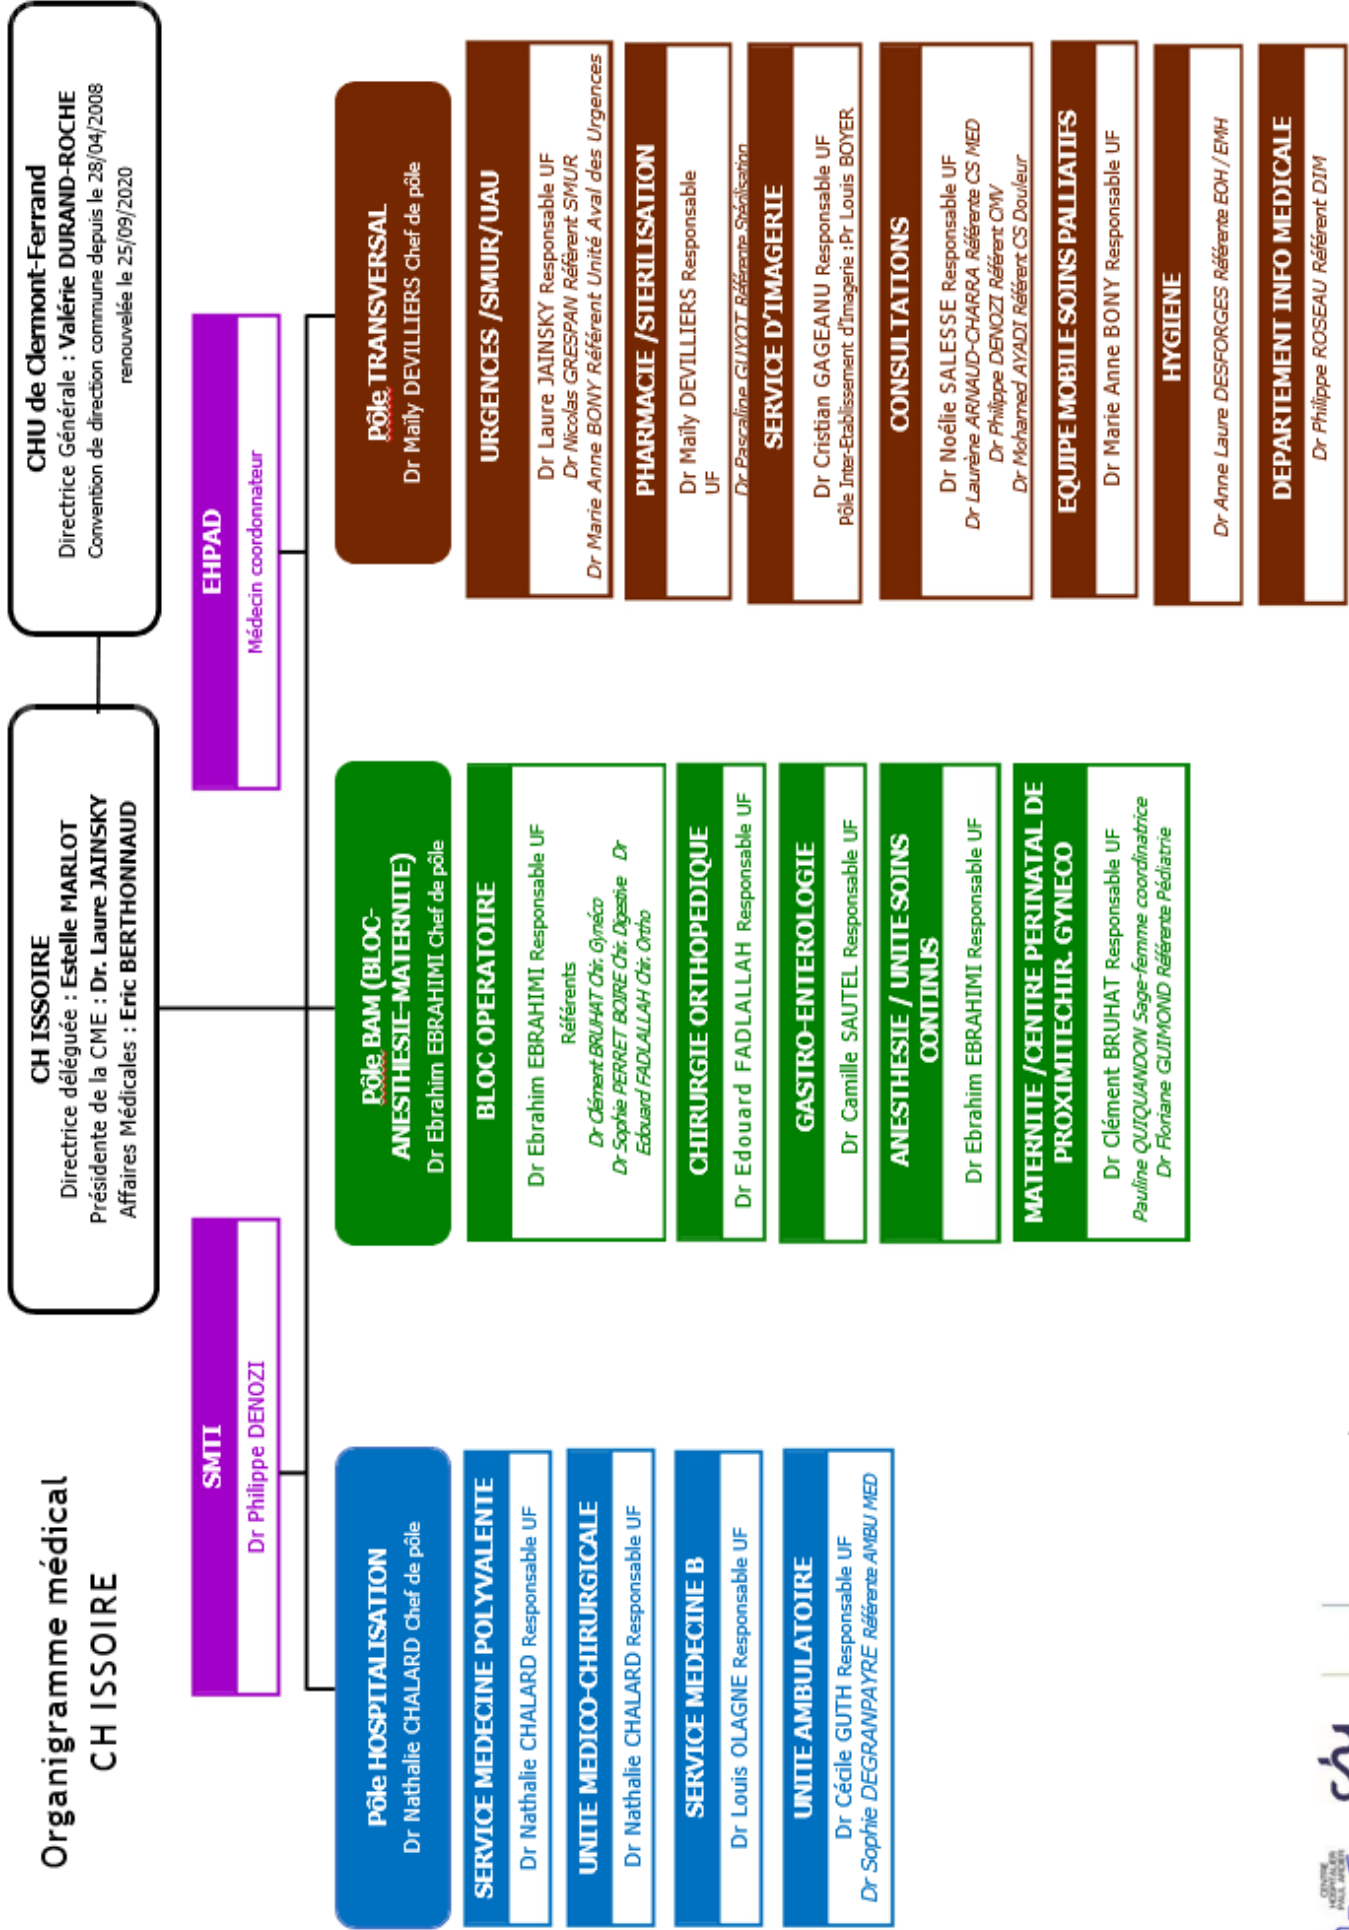 Organigramme médical
CH ISSOIRE
CH ISSOIRE
Directrice déléguée : Estelle MARLOT
Présidente de la CME : Dr. Laure JAINSKY
Affaires Médicales : Eric BERTHONNAUD
CHU de Clermont-Ferrand
Directrice Générale : Valérie DURAND-ROCHE
Convention de direction commune depuis le 28/04/2008
renouvelée le 25/09/2020
SMTI
Dr Philippe DENOZI
EHPAD
Médecin coordonnateur
Pôle HOSPITALISATION
Dr Nathalie CHALARD Chef de pôle
SERVICE MEDECINE POLYVALENTE
Dr Nathalie CHALARD Responsable UF
UNITE MEDICO-CHIRURGICALE
Dr Nathalie CHALARD Responsable UF
SERVICE MEDECINE B
Dr Louis OLAGNE Responsable UF
UNITE AMBULATOIRE
Dr Cécile GUTH Responsable UF
Dr Sophie DEGRANPAYRE Référente AMBU MED
Pôle BAM (BLOC-
ANESTHESIE-MATERNITE)
Dr Ebrahim EBRAHIMI Chef de pôle
BLOC OPERATOIRE
Dr Ebrahim EBRAHIMI Responsable UF
Référents
Dr Clément BRUHAT Chir. Gynéco
Dr Sophie PERRET BOIRE Chir. Digestive Dr
Edouard FADLALLAH Chir. Ortho
CHIRURGIE ORTHOPEDIQUE
Dr Edouard FADLALLAH Responsable UF
GASTRO-ENTEROLOGIE
Dr Camille SAUTEL Responsable UF
ANESTHESIE / UNITE SOINS
CONTINUS
Dr Ebrahim EBRAHIMI Responsable UF
MATERNITE /CENTRE PERINATAL DE
PROXIMITECHIR. GYNECO
Dr Clément BRUHAT Responsable UF
Pauline QUIQUANDON Sage-femme coordinatrice
Dr Floriane GUIMOND Référente Pédiatrie
Pôle TRANSVERSAL
Dr Maïly DEVILLIERS Chef de pôle
URGENCES /SMUR/UAU
Dr Laure JAINSKY Responsable UF
Dr Nicolas GRESPAN Référent SMUR
Dr Marie Anne BONY Référent Unité Aval des Urgences
PHARMACIE /STERILISATION
Dr Maïly DEVILLIERS Responsable
UF
Dr Pascaline GUYOT Référente Stérilisation
SERVICE D'IMAGERIE
Dr Cristian GAGEANU Responsable UF
Pôle Inter-Etablissement d'Imagerie :Pr Louis BOYER
CONSULTATIONS
Dr Noélie SALESSE Responsable UF
Dr Laurène ARNAUD-CHARRA Référente CS MED
Dr Philippe DENOZI Référent CMV
Dr Mohamed AYADI Référent CS Douleur
EQUIPE MOBILE SOINS PALLIATIFS
Dr Marie Anne BONY Responsable UF
HYGIENE
Dr Anne Laure DESFORGES Référente EOH / EMH
DEPARTEMENT INFO MEDICALE
Dr Philippe ROSEAU Référent DIM
CENTRE
HOSPITALIER
PAUL ARDIER